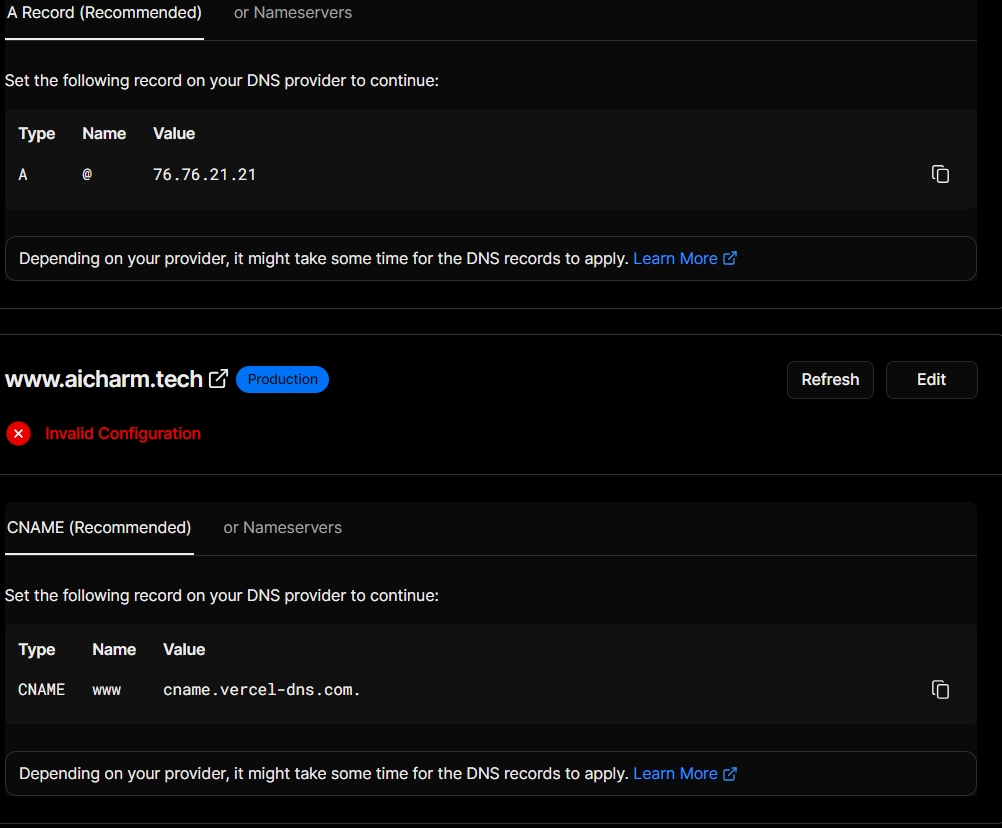 A Record (Recommended) or Nameservers
Set the following record on your DNS provider to continue:
Type Name Value
A @ 76.76.21.21
Depending on your provider, it might take some time for the DNS records to apply. Learn More
www.aicharm.tech Production Refresh Edit
Invalid Configuration
CNAME (Recommended) or Nameservers
Set the following record on your DNS provider to continue:
Type Name Value
CNAME www cname.vercel-dns.com.
Depending on your provider, it might take some time for the DNS records to apply. Learn More